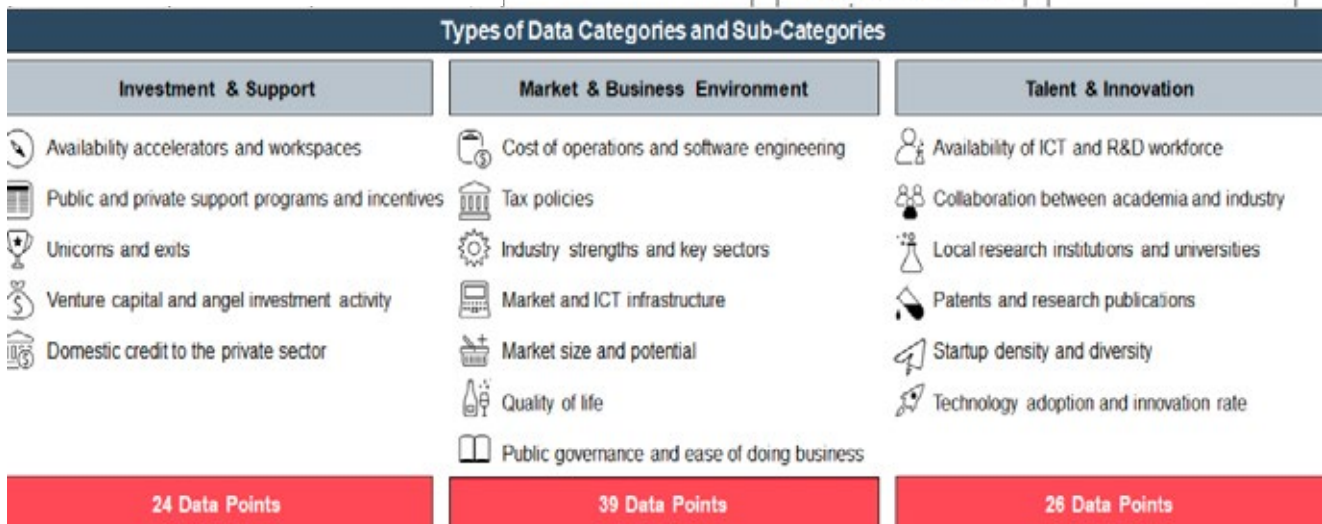 Types of Data Categories and Sub-Categories
Investment & Support
Availability accelerators and workspaces
Public and private support programs and incentives
Unicorns and exits
Venture capital and angel investment activity
Domestic credit to the private sector
24 Data Points
Market & Business Environment
Cost of operations and software engineering
Tax policies
Industry strengths and key sectors
Market and ICT infrastructure
Market size and potential
Quality of life
Public governance and ease of doing business
39 Data Points
Talent & Innovation
Availability of ICT and R&D workforce
Collaboration between academia and industry
Local research institutions and universities
Patents and research publications
Startup density and diversity
Technology adoption and innovation rate
26 Data Points